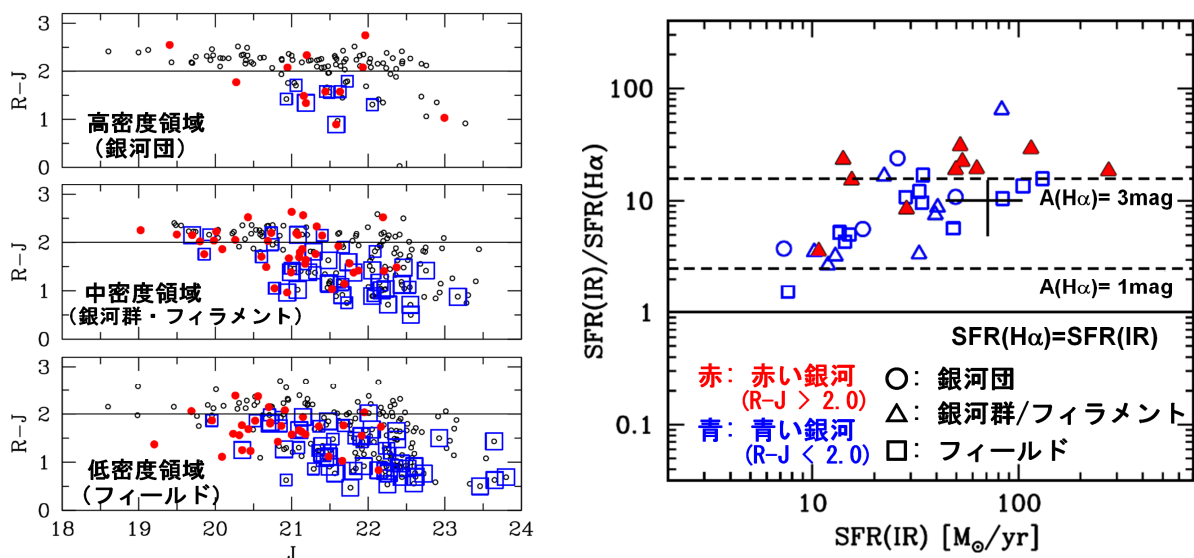 3
2
1
0
R-J
高密度領域
(銀河団)
3
2
1
0
R-J
中密度領域
(銀河群・フィラメント)
3
2
1
0
R-J
低密度領域
(フィールド)
18
19
20
21
22
23
24
J
100
10
1
0.1
SFR(IR)/SFR(Hα)
A(Hα)= 3mag
A(Hα)= 1mag
SFR(Hα)=SFR(IR)
赤: 赤い銀河
(R-J > 2.0)
青: 青い銀河
(R-J < 2.0)
○: 銀河団
△: 銀河群/フィラメント
□: フィールド
10
100
SFR(IR) [M⊙/yr]